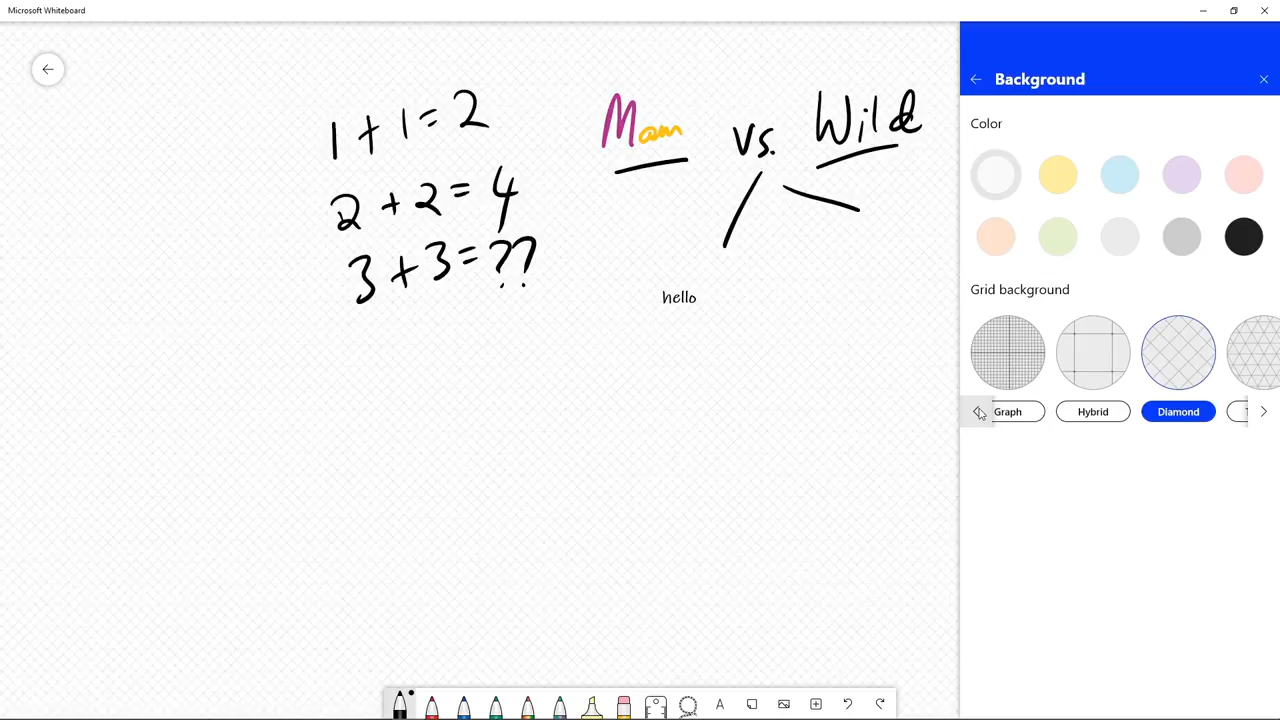 Microsoft Whiteboard
1 + 1 = 2
2 + 2 = 4
3 + 3 = ??
Mam vs. Wild
hello
Background
Color
Grid background
Graph
Hybrid
Diamond
A